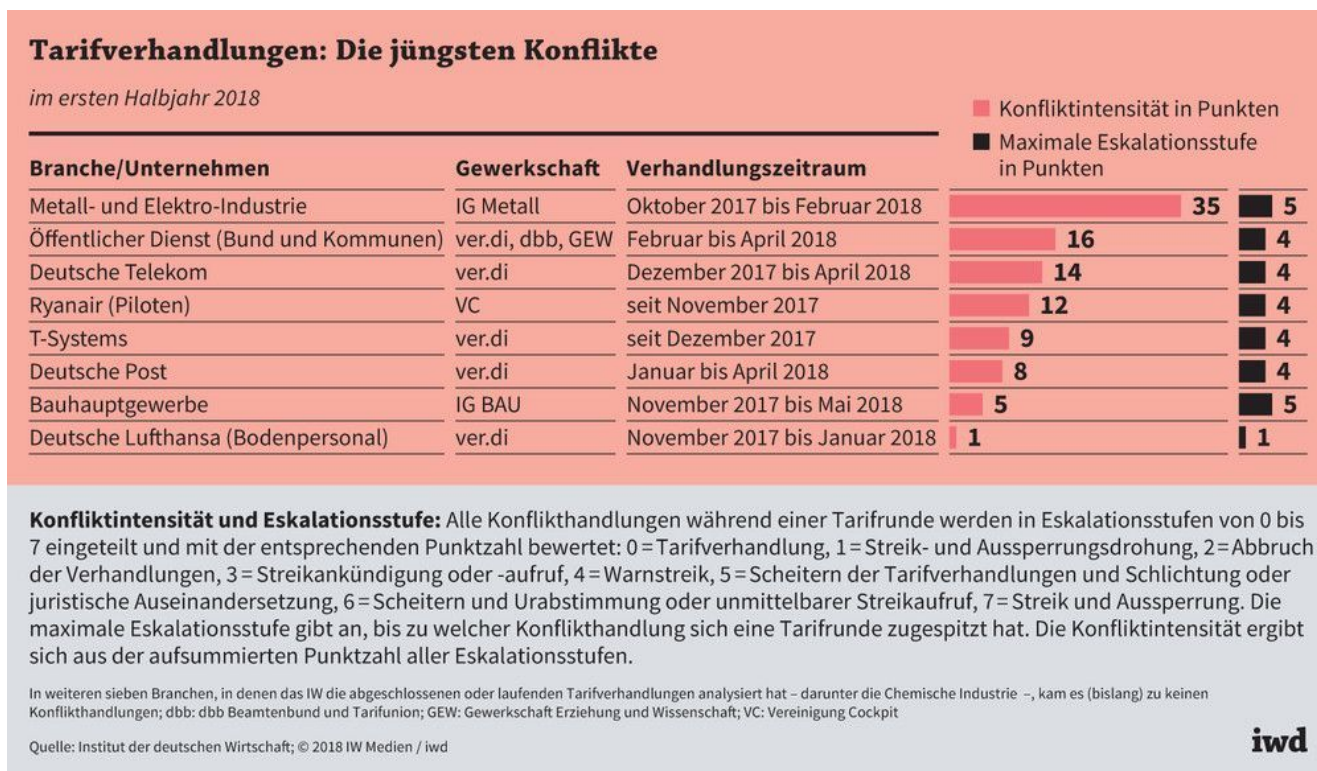 Tarifverhandlungen: Die jüngsten Konflikte
im ersten Halbjahr 2018
Konfliktintensität in Punkten
Maximale Eskalationsstufe
in Punkten
Branche/Unternehmen Gewerkschaft Verhandlungszeitraum
Metall- und Elektro-Industrie IG Metall Oktober 2017 bis Februar 2018 35 5
Öffentlicher Dienst (Bund und Kommunen) ver.di, dbb, GEW Februar bis April 2018 16 4
Deutsche Telekom ver.di Dezember 2017 bis April 2018 14 4
Ryanair (Piloten) VC seit November 2017 12 4
T-Systems ver.di seit Dezember 2017 9 4
Deutsche Post ver.di Januar bis April 2018 8 4
Bauhauptgewerbe IG BAU November 2017 bis Mai 2018 5 5
Deutsche Lufthansa (Bodenpersonal) ver.di November 2017 bis Januar 2018 1 1
Konfliktintensität und Eskalationsstufe: Alle Konflikthandlungen während einer Tarifrunde werden in Eskalationsstufen von 0 bis
7 eingeteilt und mit der entsprechenden Punktzahl bewertet: 0 = Tarifverhandlung, 1 = Streik- und Aussperrungsdrohung, 2 = Abbruch
der Verhandlungen, 3 = Streikankündigung oder -aufruf, 4 = Warnstreik, 5 = Scheitern der Tarifverhandlungen und Schlichtung oder
juristische Auseinandersetzung, 6 = Scheitern und Urabstimmung oder unmittelbarer Streikaufruf, 7 = Streik und Aussperrung. Die
maximale Eskalationsstufe gibt an, bis zu welcher Konflikthandlung sich eine Tarifrunde zugespitzt hat. Die Konfliktintensität ergibt
sich aus der aufsummierten Punktzahl aller Eskalationsstufen.
In weiteren sieben Branchen, in denen das IW die abgeschlossenen oder laufenden Tarifverhandlungen analysiert hat – darunter die Chemische Industrie –, kam es (bislang) zu keinen
Konflikthandlungen; dbb: dbb Beamtenbund und Tarifunion; GEW: Gewerkschaft Erziehung und Wissenschaft; VC: Vereinigung Cockpit
Quelle: Institut der deutschen Wirtschaft; © 2018 IW Medien / iwd
iwd